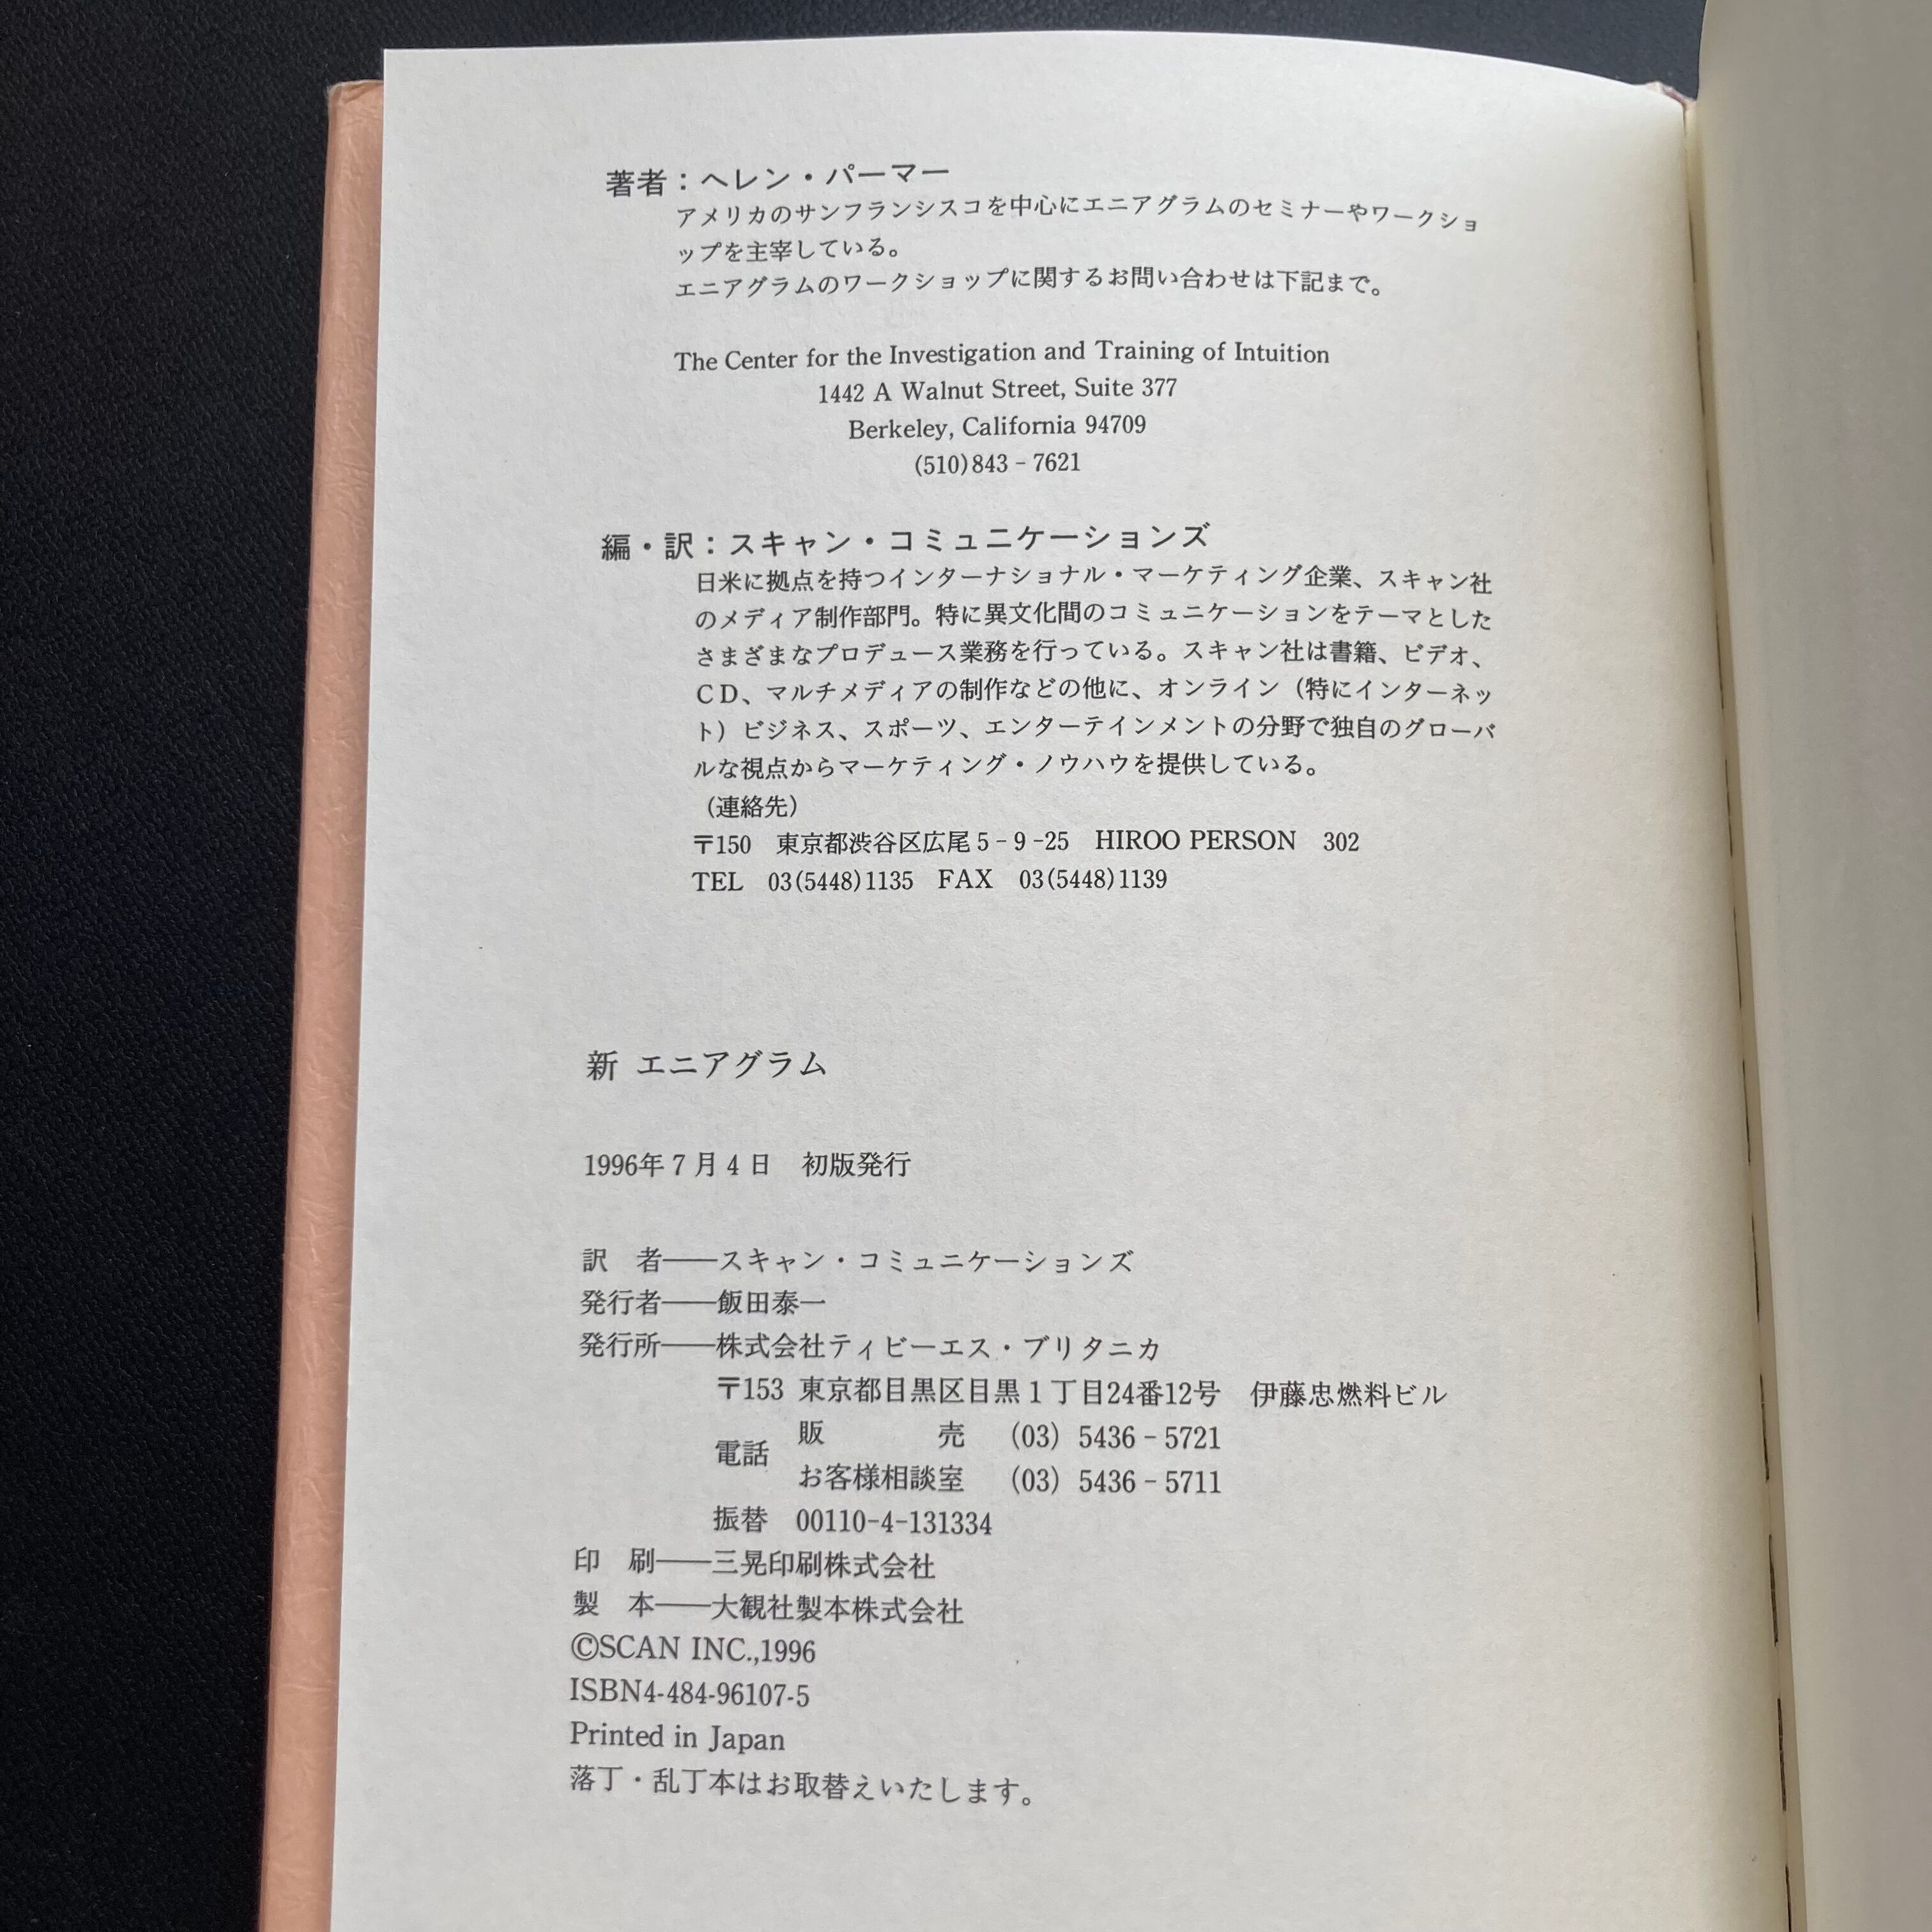 著者：ヘレン・パーマー
アメリカのサンフランシスコを中心にエニアグラムのセミナーやワークショ
ップを主宰している。
エニアグラムのワークショップに関するお問い合わせは下記まで。
The Center for the Investigation and Training of Intuition
1442 A Walnut Street, Suite 377
Berkeley, California 94709
(510)843－7621
編・訳：スキャン・コミュニケーションズ
日米に拠点を持つインターナショナル・マーケティング企業、スキャン社
のメディア制作部門。特に異文化間のコミュニケーションをテーマとした
さまざまなプロデュース業務を行っている。スキャン社は書籍、ビデオ、
ＣＤ、マルチメディアの制作などの他に、オンライン（特にインターネッ
ト）ビジネス、スポーツ、エンターテインメントの分野で独自のグローバ
ルな視点からマーケティング・ノウハウを提供している。
（連絡先）
〒150　東京都渋谷区広尾5－9－25　HIROO PERSON　302
TEL　03(5448)1135　FAX　03(5448)1139
新 エニアグラム
1996年7月4日　初版発行
訳　者――スキャン・コミュニケーションズ
発行者――飯田泰一
発行所――株式会社ティビーエス・ブリタニカ
〒153 東京都目黒区目黒1丁目24番12号　伊藤忠燃料ビル
電話　販　　　　売　（03）5436－5721
お客様相談室　（03）5436－5711
振替　00110-4-131334
印　刷――三晃印刷株式会社
製　本――大観社製本株式会社
©SCAN INC.,1996
ISBN4-484-96107-5
Printed in Japan
落丁・乱丁本はお取替えいたします。